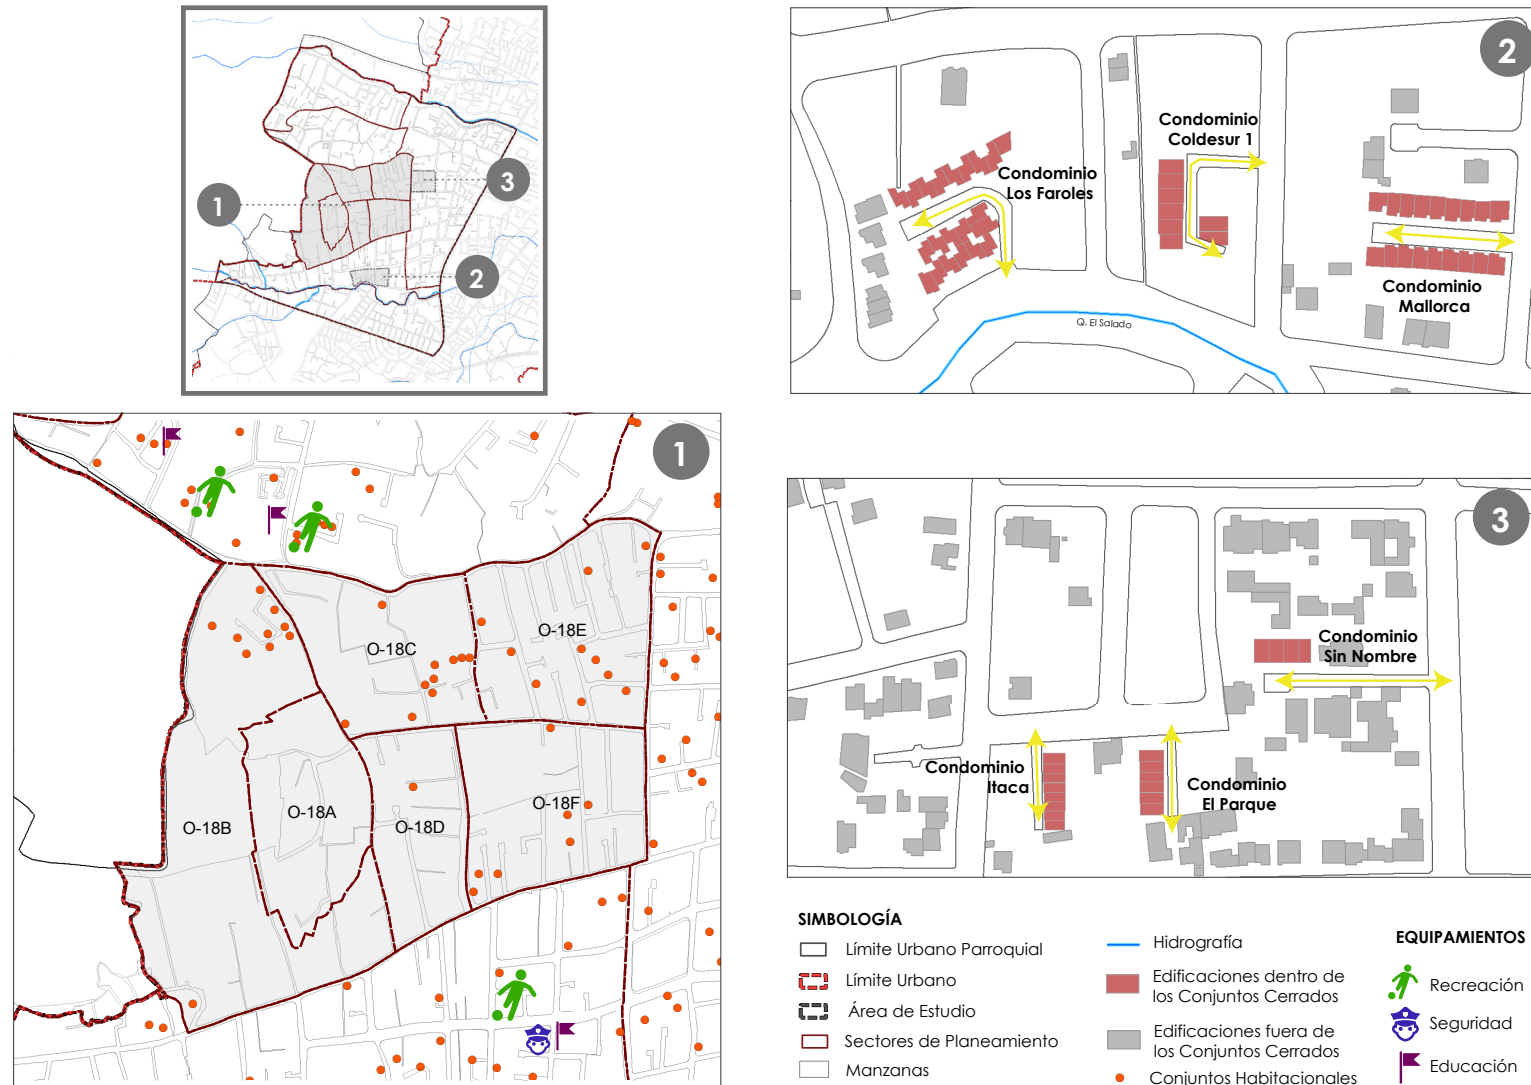 1
2
3
2
Condominio
Los Faroles
Condominio
Coldesur 1
Condominio
Mallorca
Q. El Salado
1
O-18C
O-18E
O-18B
O-18A
O-18D
O-18F
3
Condominio
Sin Nombre
Condominio
Itaca
Condominio
El Parque
SIMBOLOGÍA
Límite Urbano Parroquial
Límite Urbano
Área de Estudio
Sectores de Planeamiento
Manzanas
Hidrografía
Edificaciones dentro de
los Conjuntos Cerrados
Edificaciones fuera de
los Conjuntos Cerrados
Conjuntos Habitacionales
EQUIPAMIENTOS
Recreación
Seguridad
Educación